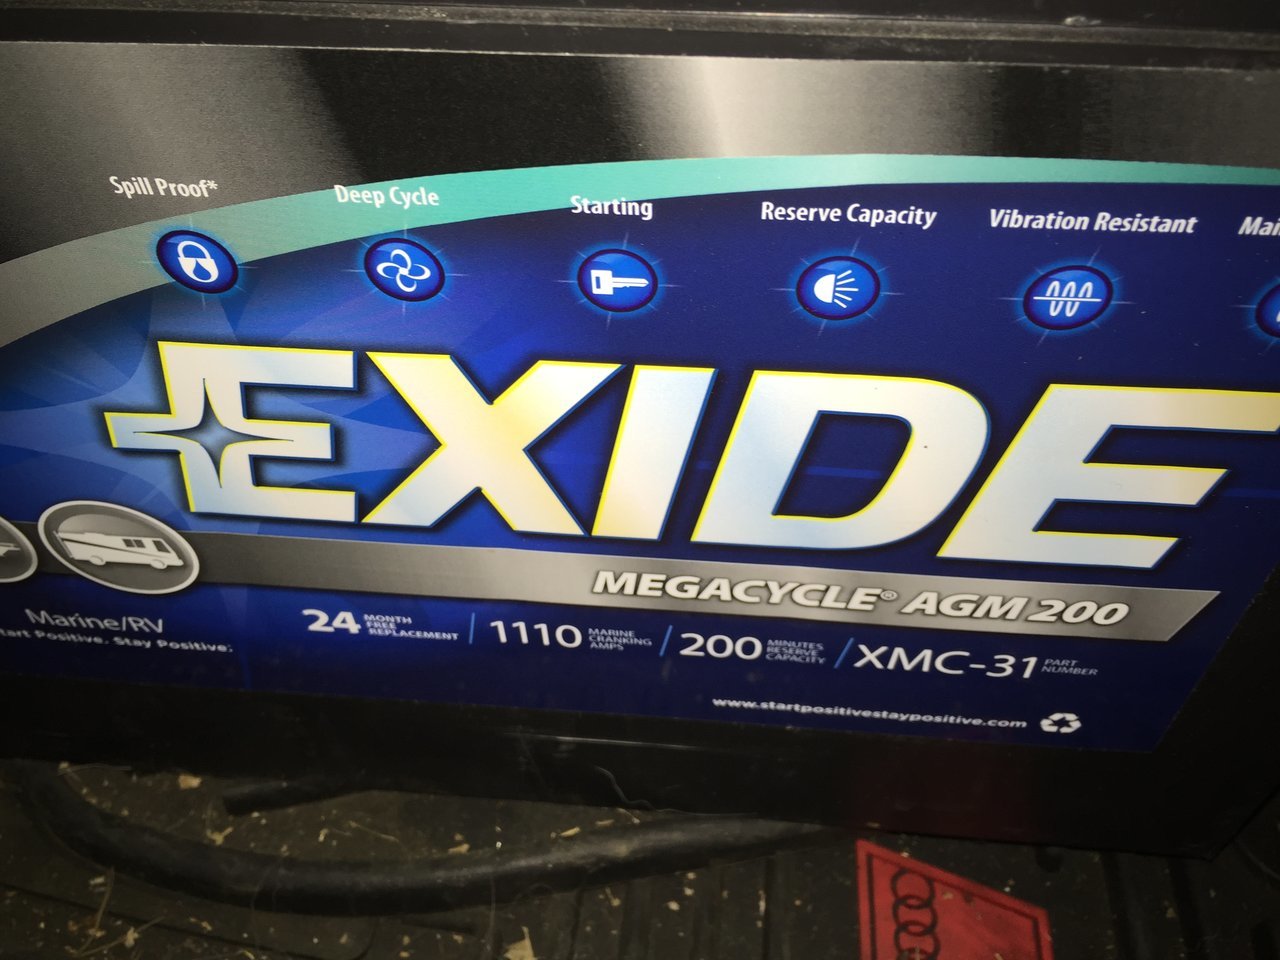 Spill Proof*
Deep Cycle
Starting
Reserve Capacity
Vibration Resistant
EXIDE
MEGACYCLE® AGM 200
Marine/RV
Positive. Stay Positive.
24 MONTH
FREE
REPLACEMENT
1110 MARINE
CRANKING
AMPS
200 MINUTES
RESERVE
CAPACITY
XMC-31 PART
NUMBER
www.startpositivestaypositive.com